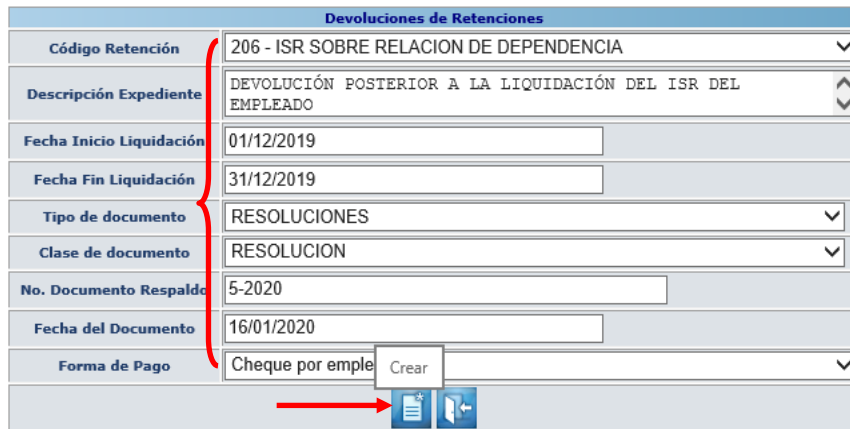 Devoluciones de Retenciones
Código Retención 206 - ISR SOBRE RELACION DE DEPENDENCIA
Descripción Expediente DEVOLUCIÓN POSTERIOR A LA LIQUIDACIÓN DEL ISR DEL
EMPLEADO
Fecha Inicio Liquidación 01/12/2019
Fecha Fin Liquidación 31/12/2019
Tipo de documento RESOLUCIONES
Clase de documento RESOLUCION
No. Documento Respaldo 5-2020
Fecha del Documento 16/01/2020
Forma de Pago Cheque por emple
Crear